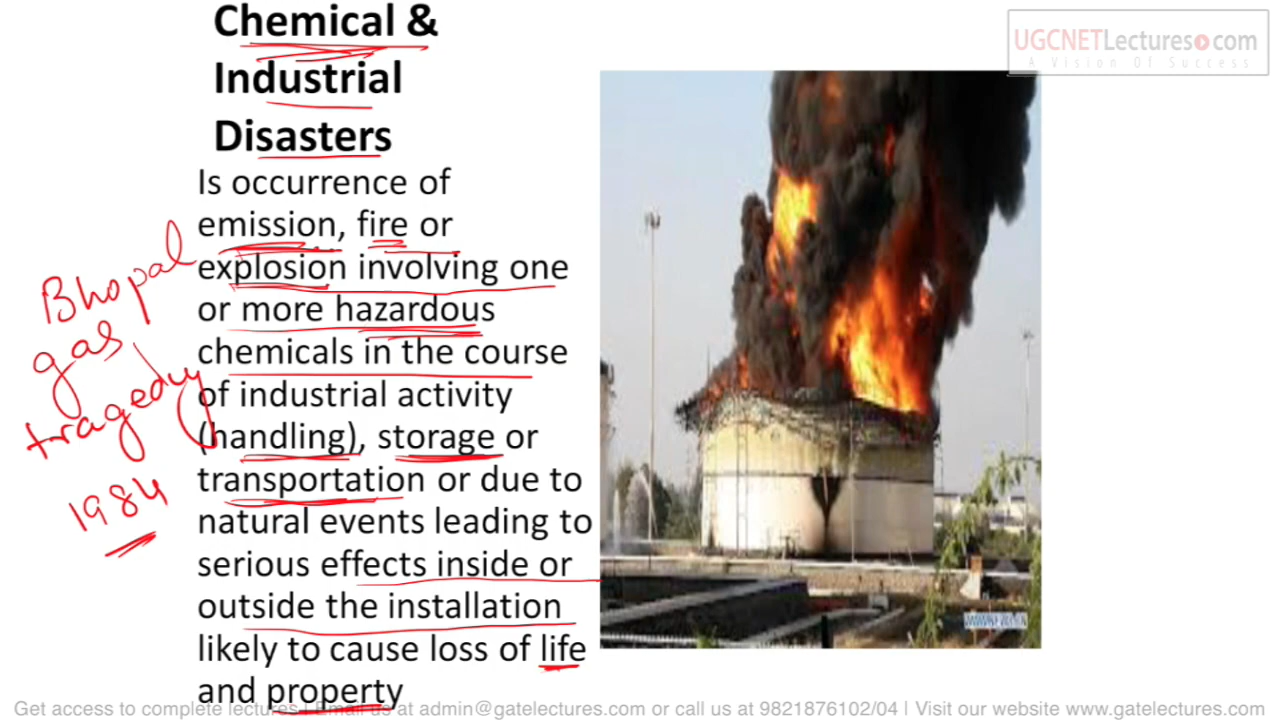 Chemical &
Industrial
Disasters
Is occurrence of
emission, fire or
explosion involving one
or more hazardous
chemicals in the course
of industrial activity
(handling), storage or
transportation or due to
natural events leading to
serious effects inside or
outside the installation
likely to cause loss of life
and property
Bhopal
gas
tragedy
1984
UGCNETLectures.com
A Vision Of Success
Get access to complete lectures | Email us at admin@gatelectures.com or call us at 9821876102/04 | Visit our website www.gatelectures.com